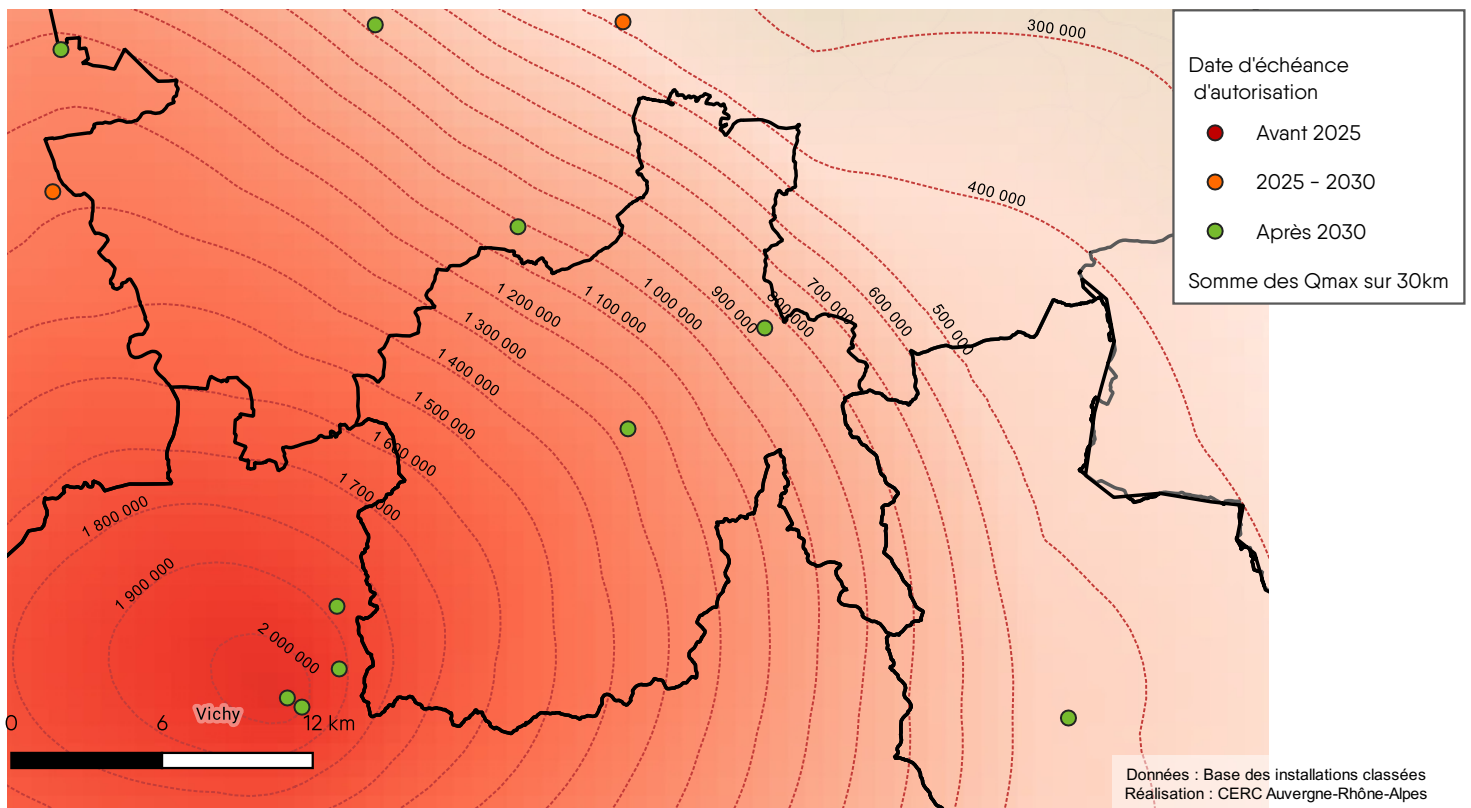 300 000
400 000
1 200 000
1 100 000
1 000 000
900 000
800 000
700 000
600 000
500 000
1 300 000
1 400 000
1 500 000
1 600 000
1 700 000
1 800 000
1 900 000
2 000 000
Vichy
0 6 12 km
Date d'échéance
d'autorisation
Avant 2025
2025 - 2030
Après 2030
Somme des Qmax sur 30km
Données : Base des installations classées
Réalisation : CERC Auvergne-Rhône-Alpes